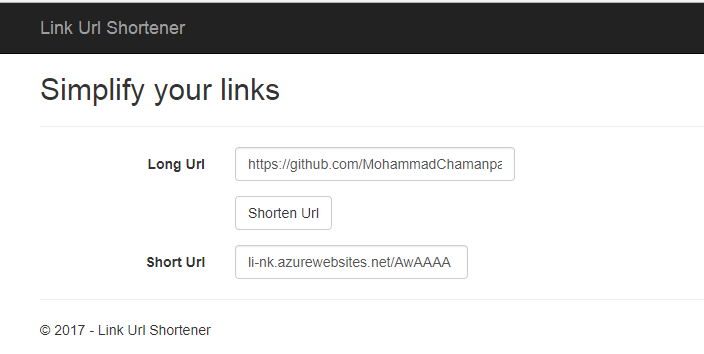 Link Url Shortener
Simplify your links
Long Url https://github.com/MohammadChamanpa
Shorten Url
Short Url li-nk.azurewebsites.net/AwAAAA
© 2017 - Link Url Shortener